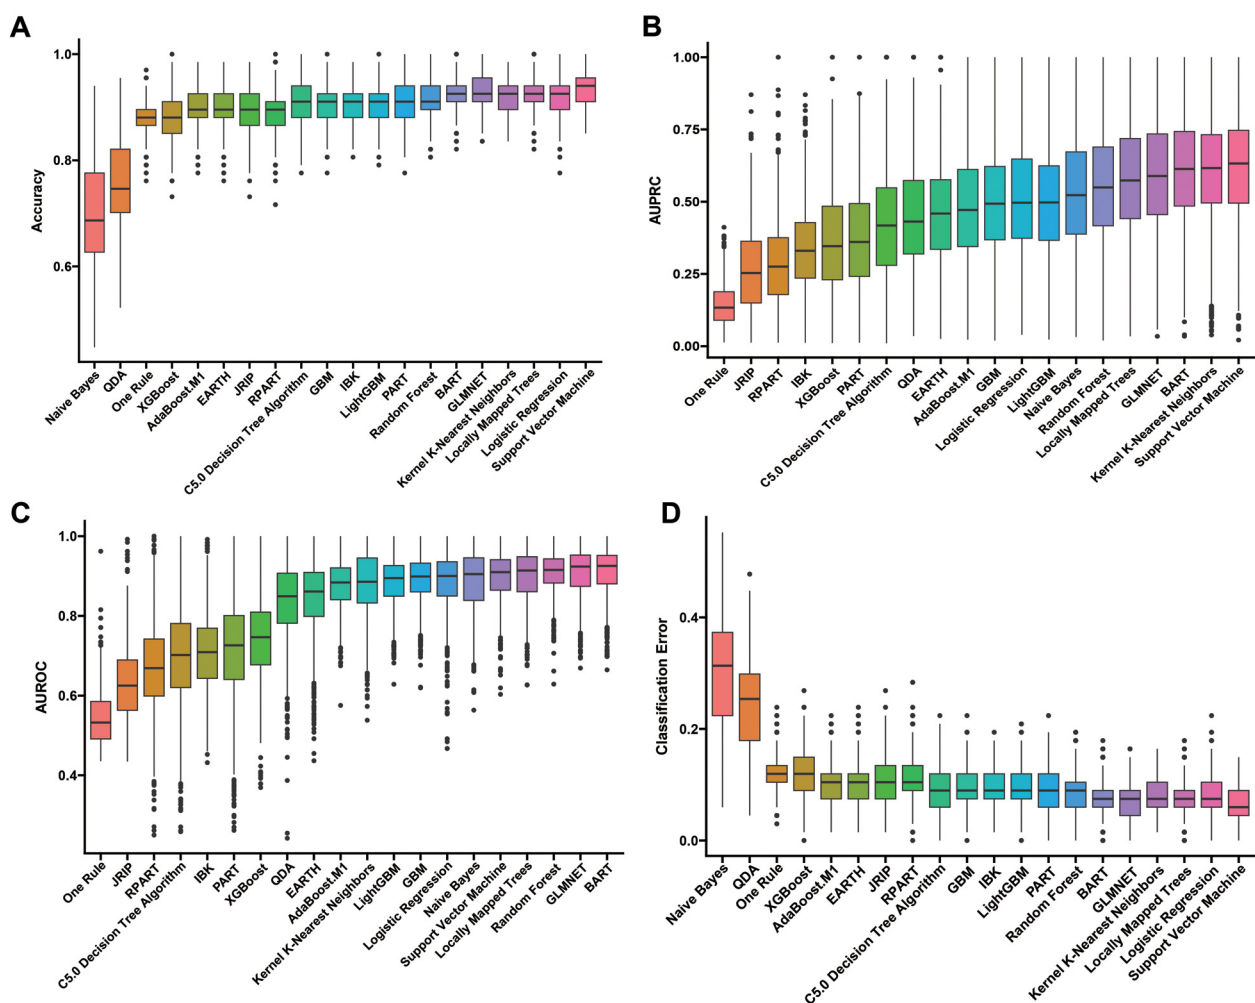 A
1.0
0.8
0.6
Accuracy
Naive Bayes
QDA
One Rule
XGBoost
AdaBoost.M1
EARTH
JRIP
RPART
C5.0 Decision Tree Algorithm
GBM
IBK
LightGBM
PART
Random Forest
BART
GLMNET
Kernel K-Nearest Neighbors
Locally Mapped Trees
Logistic Regression
Support Vector Machine
B
1.00
0.75
0.50
0.25
0.00
AUPRC
One Rule
JRIP
RPART
IBK
XGBoost
PART
C5.0 Decision Tree Algorithm
QDA
EARTH
AdaBoost.M1
GBM
Logistic Regression
LightGBM
Naive Bayes
Random Forest
Locally Mapped Trees
GLMNET
BART
Kernel K-Nearest Neighbors
Support Vector Machine
C
1.0
0.8
0.6
0.4
AUROC
One Rule
JRIP
RPART
C5.0 Decision Tree Algorithm
IBK
PART
XGBoost
QDA
EARTH
AdaBoost.M1
Kernel K-Nearest Neighbors
LightGBM
GBM
Logistic Regression
Naive Bayes
Support Vector Machine
Locally Mapped Trees
Random Forest
GLMNET
BART
D
0.4
0.2
0.0
Classification Error
Naive Bayes
QDA
One Rule
XGBoost
AdaBoost.M1
EARTH
JRIP
RPART
C5.0 Decision Tree Algorithm
GBM
IBK
LightGBM
PART
Random Forest
BART
GLMNET
Kernel K-Nearest Neighbors
Locally Mapped Trees
Logistic Regression
Support Vector Machine